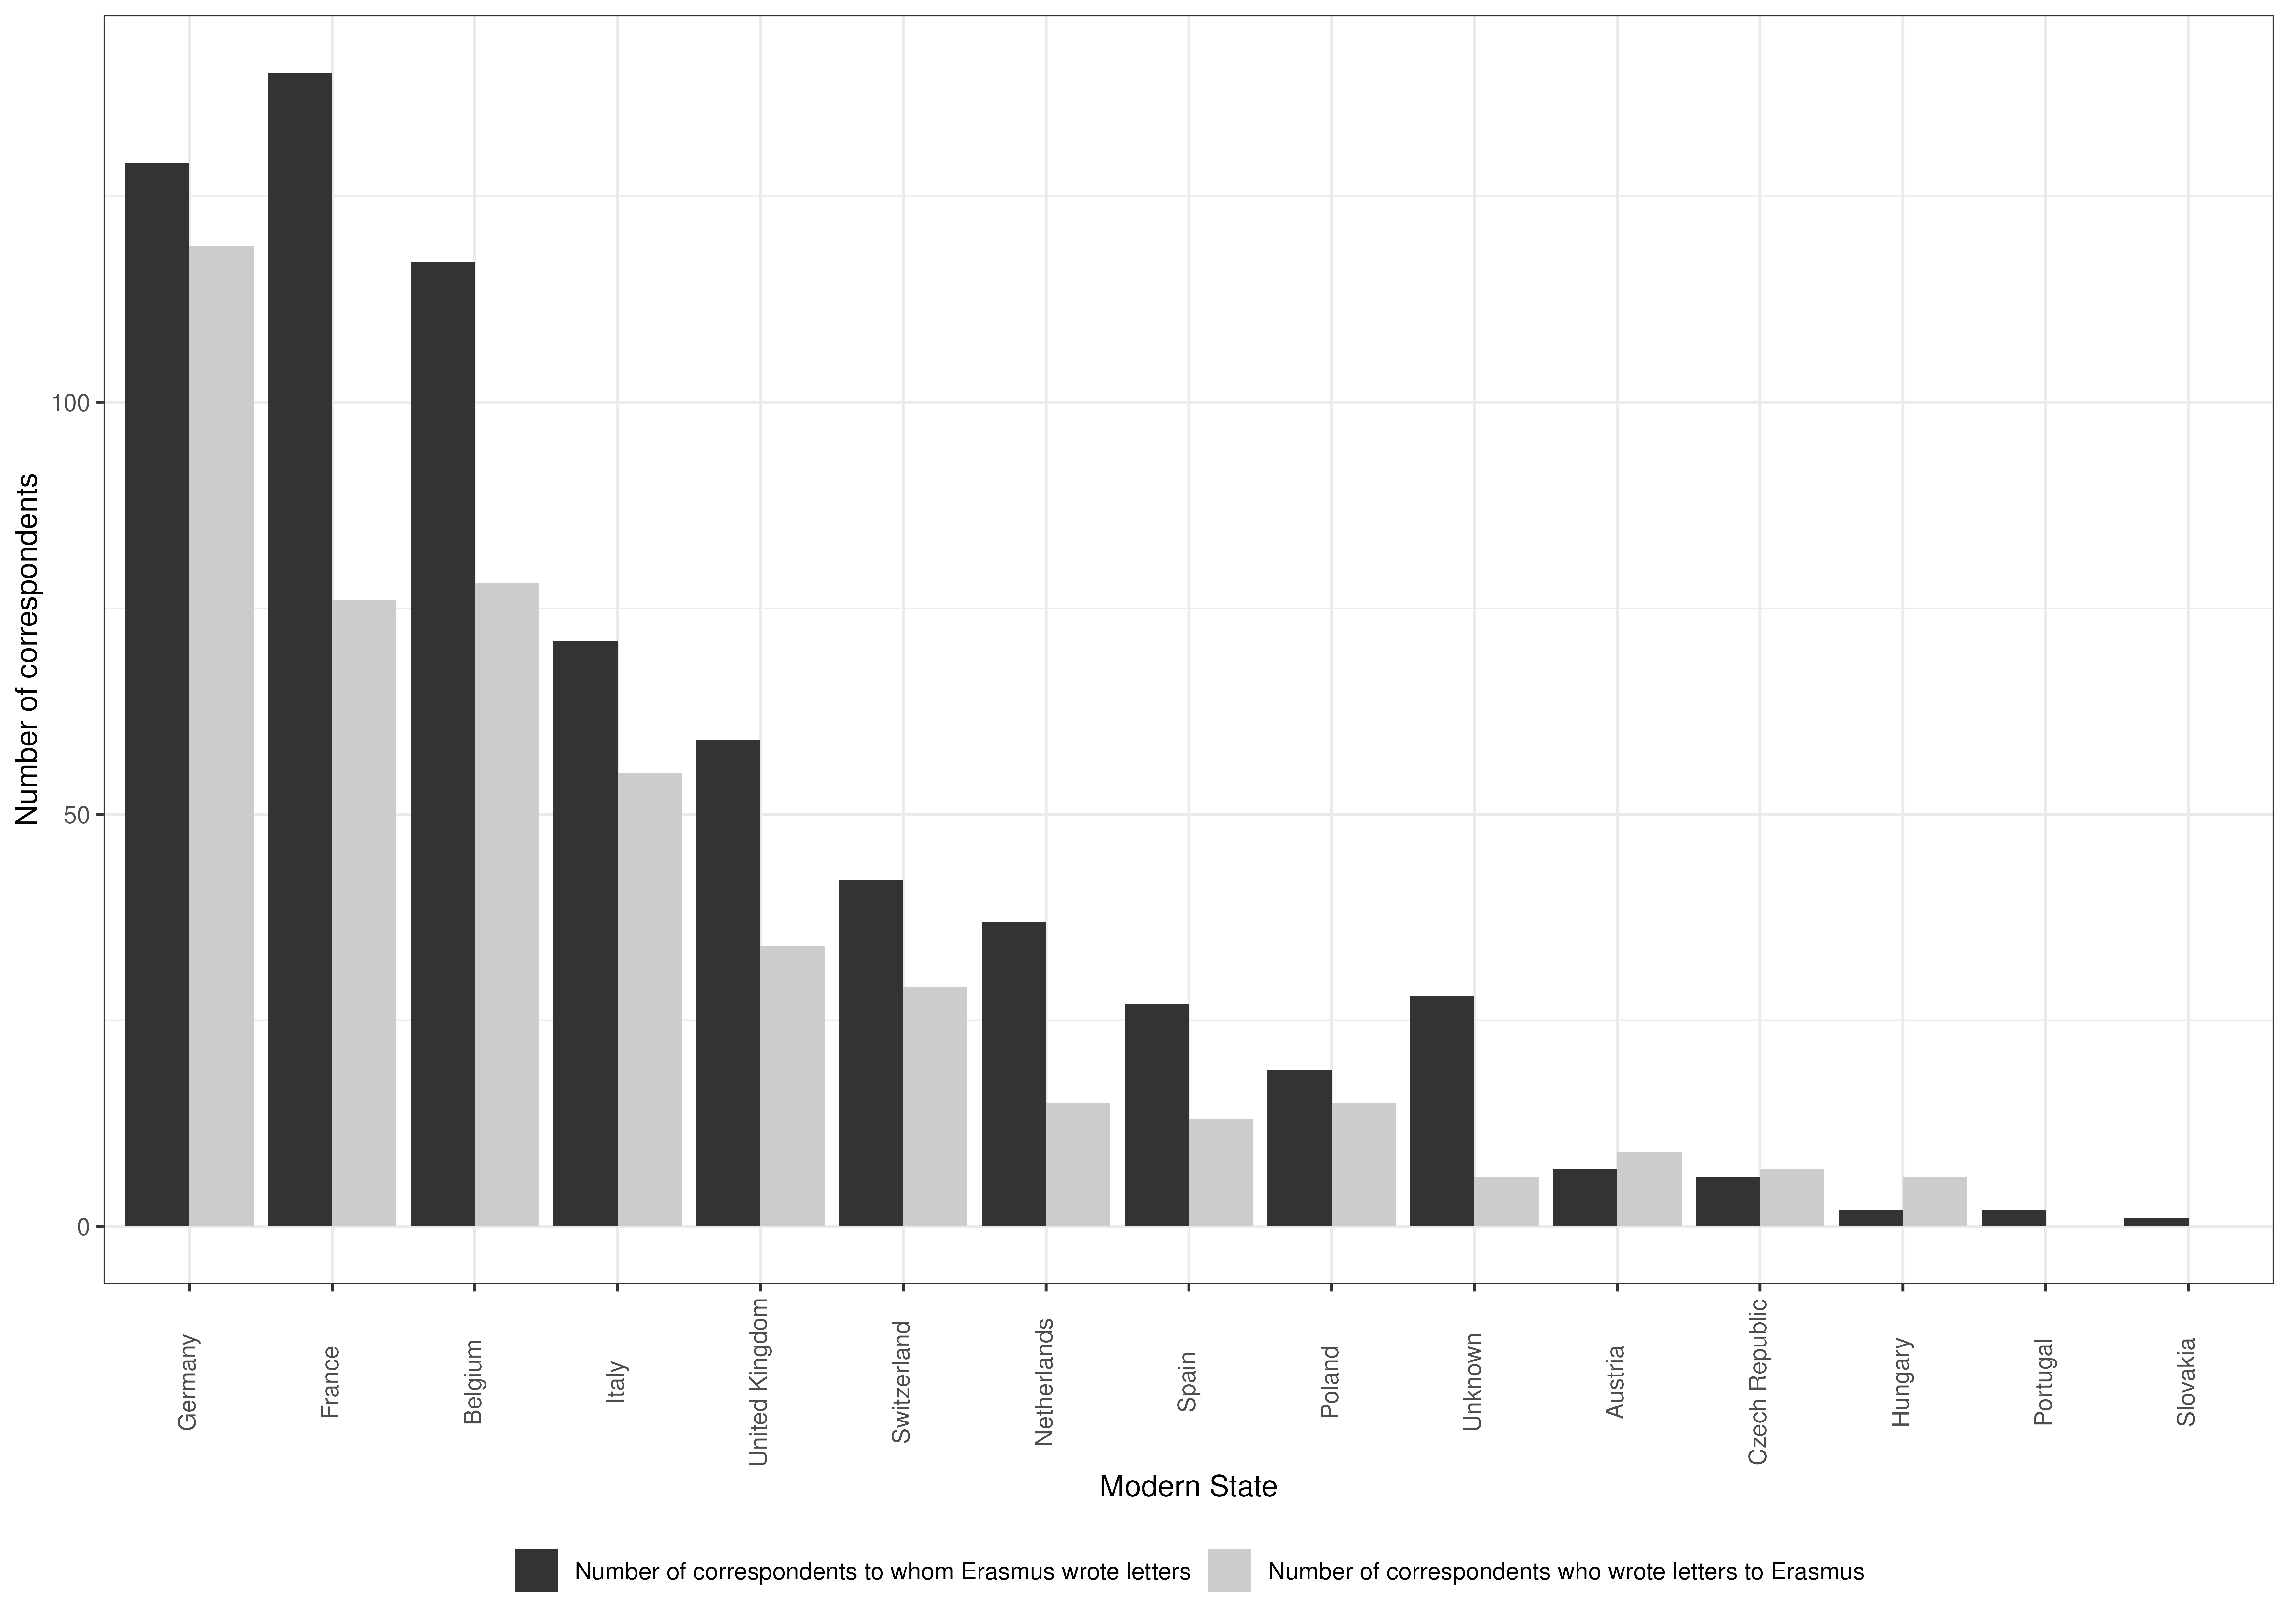 Number of correspondents
100
50
0
Germany
France
Belgium
Italy
United Kingdom
Switzerland
Netherlands
Spain
Poland
Unknown
Austria
Czech Republic
Hungary
Portugal
Slovakia
Modern State
Number of correspondents to whom Erasmus wrote letters
Number of correspondents who wrote letters to Erasmus